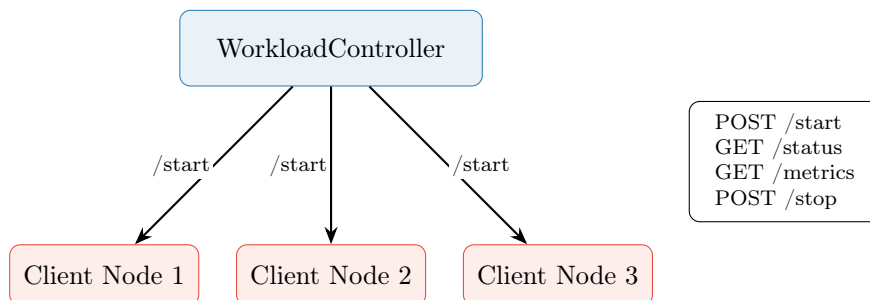 WorkloadController
/start
/start
/start
POST /start
GET /status
GET /metrics
POST /stop
Client Node 1
Client Node 2
Client Node 3